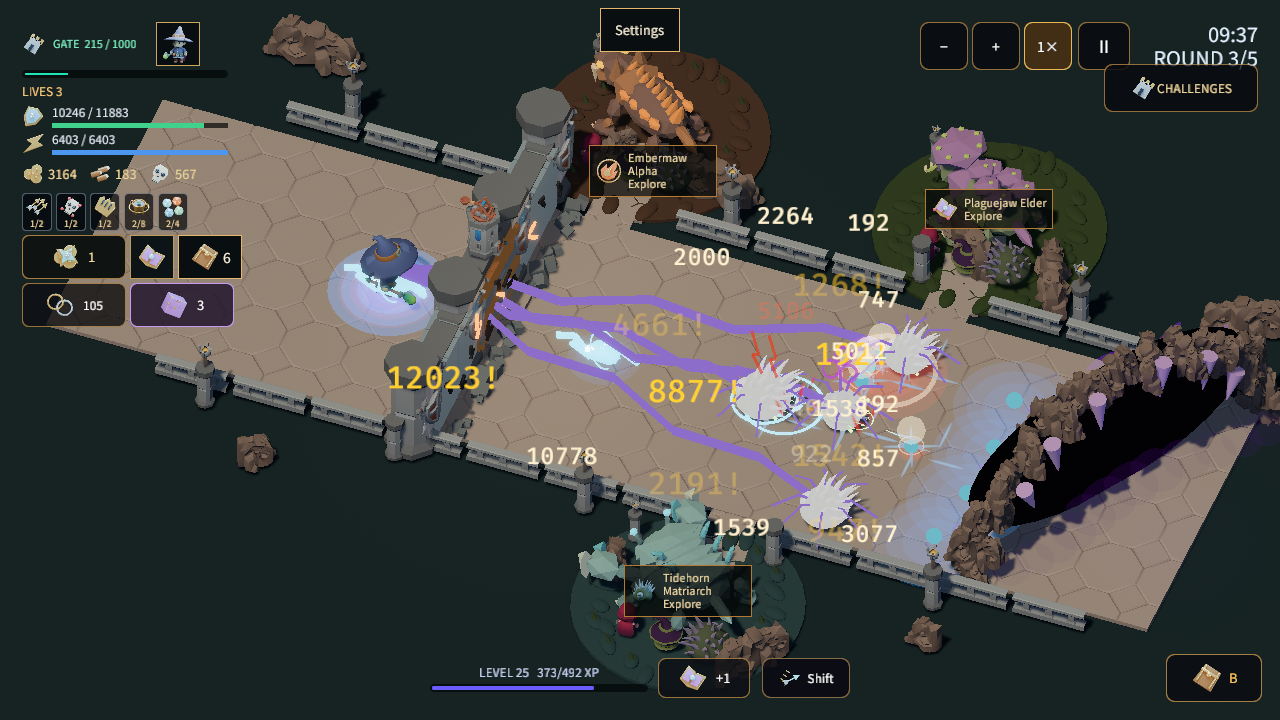 GATE 215 / 1000
LIVES 3
10246 / 11883
6403 / 6403
3164
183
567
1/2
1/2
1/2
2/8
2/4
1
6
105
3
Settings
−
+
1×
09:37
ROUND 3/5
CHALLENGES
Embermaw
Alpha
Explore
Plaguejaw Elder
Explore
Tidehorn
Matriarch
Explore
2264
192
2000
1268!
747
4661!
5180
12023!
8877!
10778
857
2191!
1539
3077
LEVEL 25 373/492 XP
+1
Shift
B